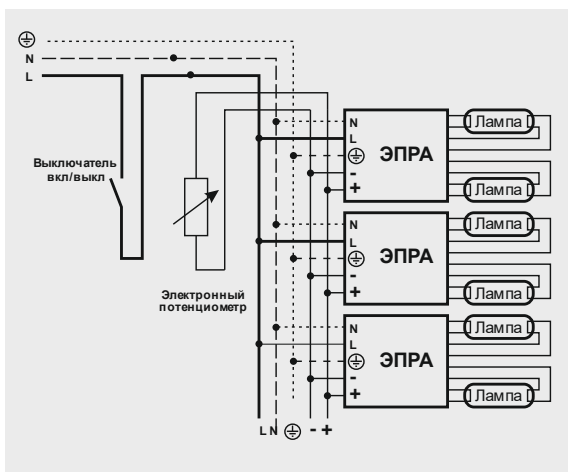 N
L
Выключатель
вкл/выкл
Электронный
потенциометр
N
L
-
+
ЭПРА
Лампа
Лампа
N
L
-
+
ЭПРА
Лампа
Лампа
N
L
-
+
ЭПРА
Лампа
Лампа
L N - +